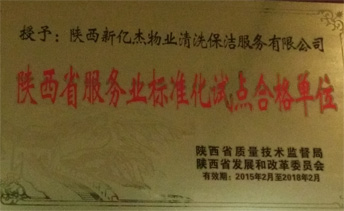 授予：陕西新亿杰物业清洗保洁服务有限公司
陕西省服务业标准化试点合格单位
陕西省质量技术监督局
陕西省发展和改革委员会
有效期：2015年2月至2018年2月